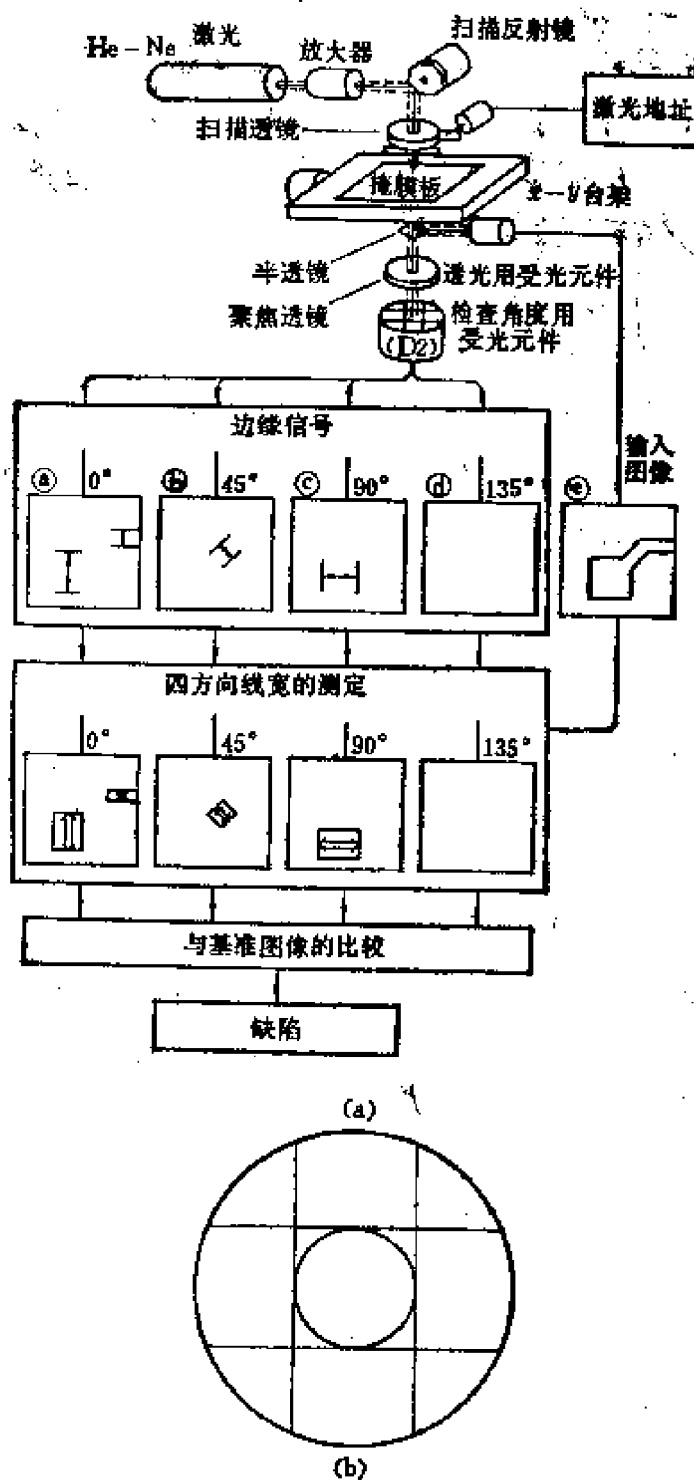 He-Ne
激光
放大器
扫描反射镜
扫描透镜
激光地址
掩膜板
x-y台架
半透镜
透光用受光元件
聚焦透镜
检查角度用
受光元件
(D2)
边缘信号
ⓐ 0° ⓑ 45° ⓒ 90° ⓓ 135° ⓔ
输入
图像
四方向线宽的测定
0° 45° 90° 135°
与基准图像的比较
缺陷
(a)
(b)